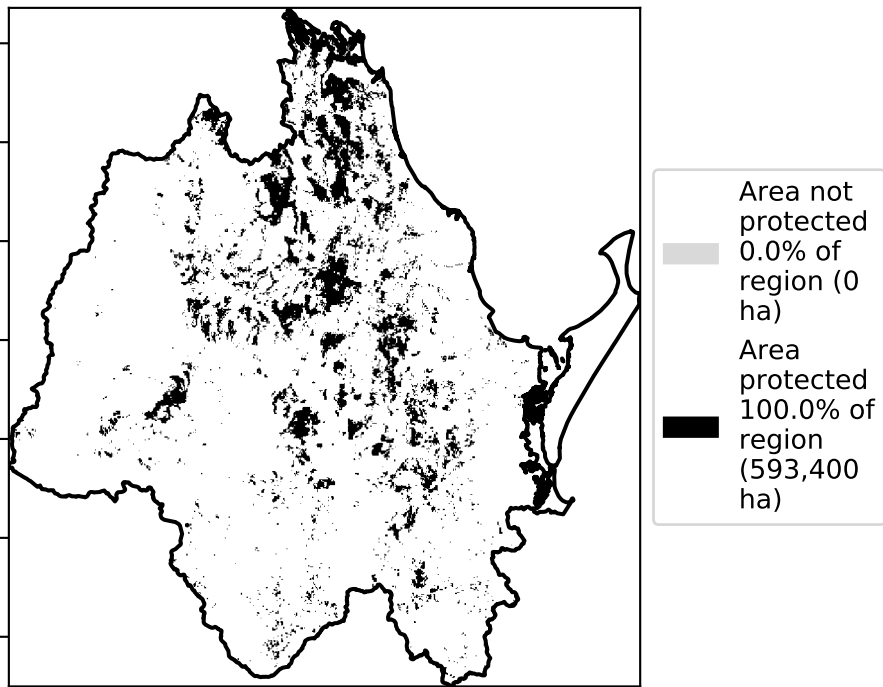 Area not
protected
0.0% of
region (0
ha)
Area
protected
100.0% of
region
(593,400
ha)